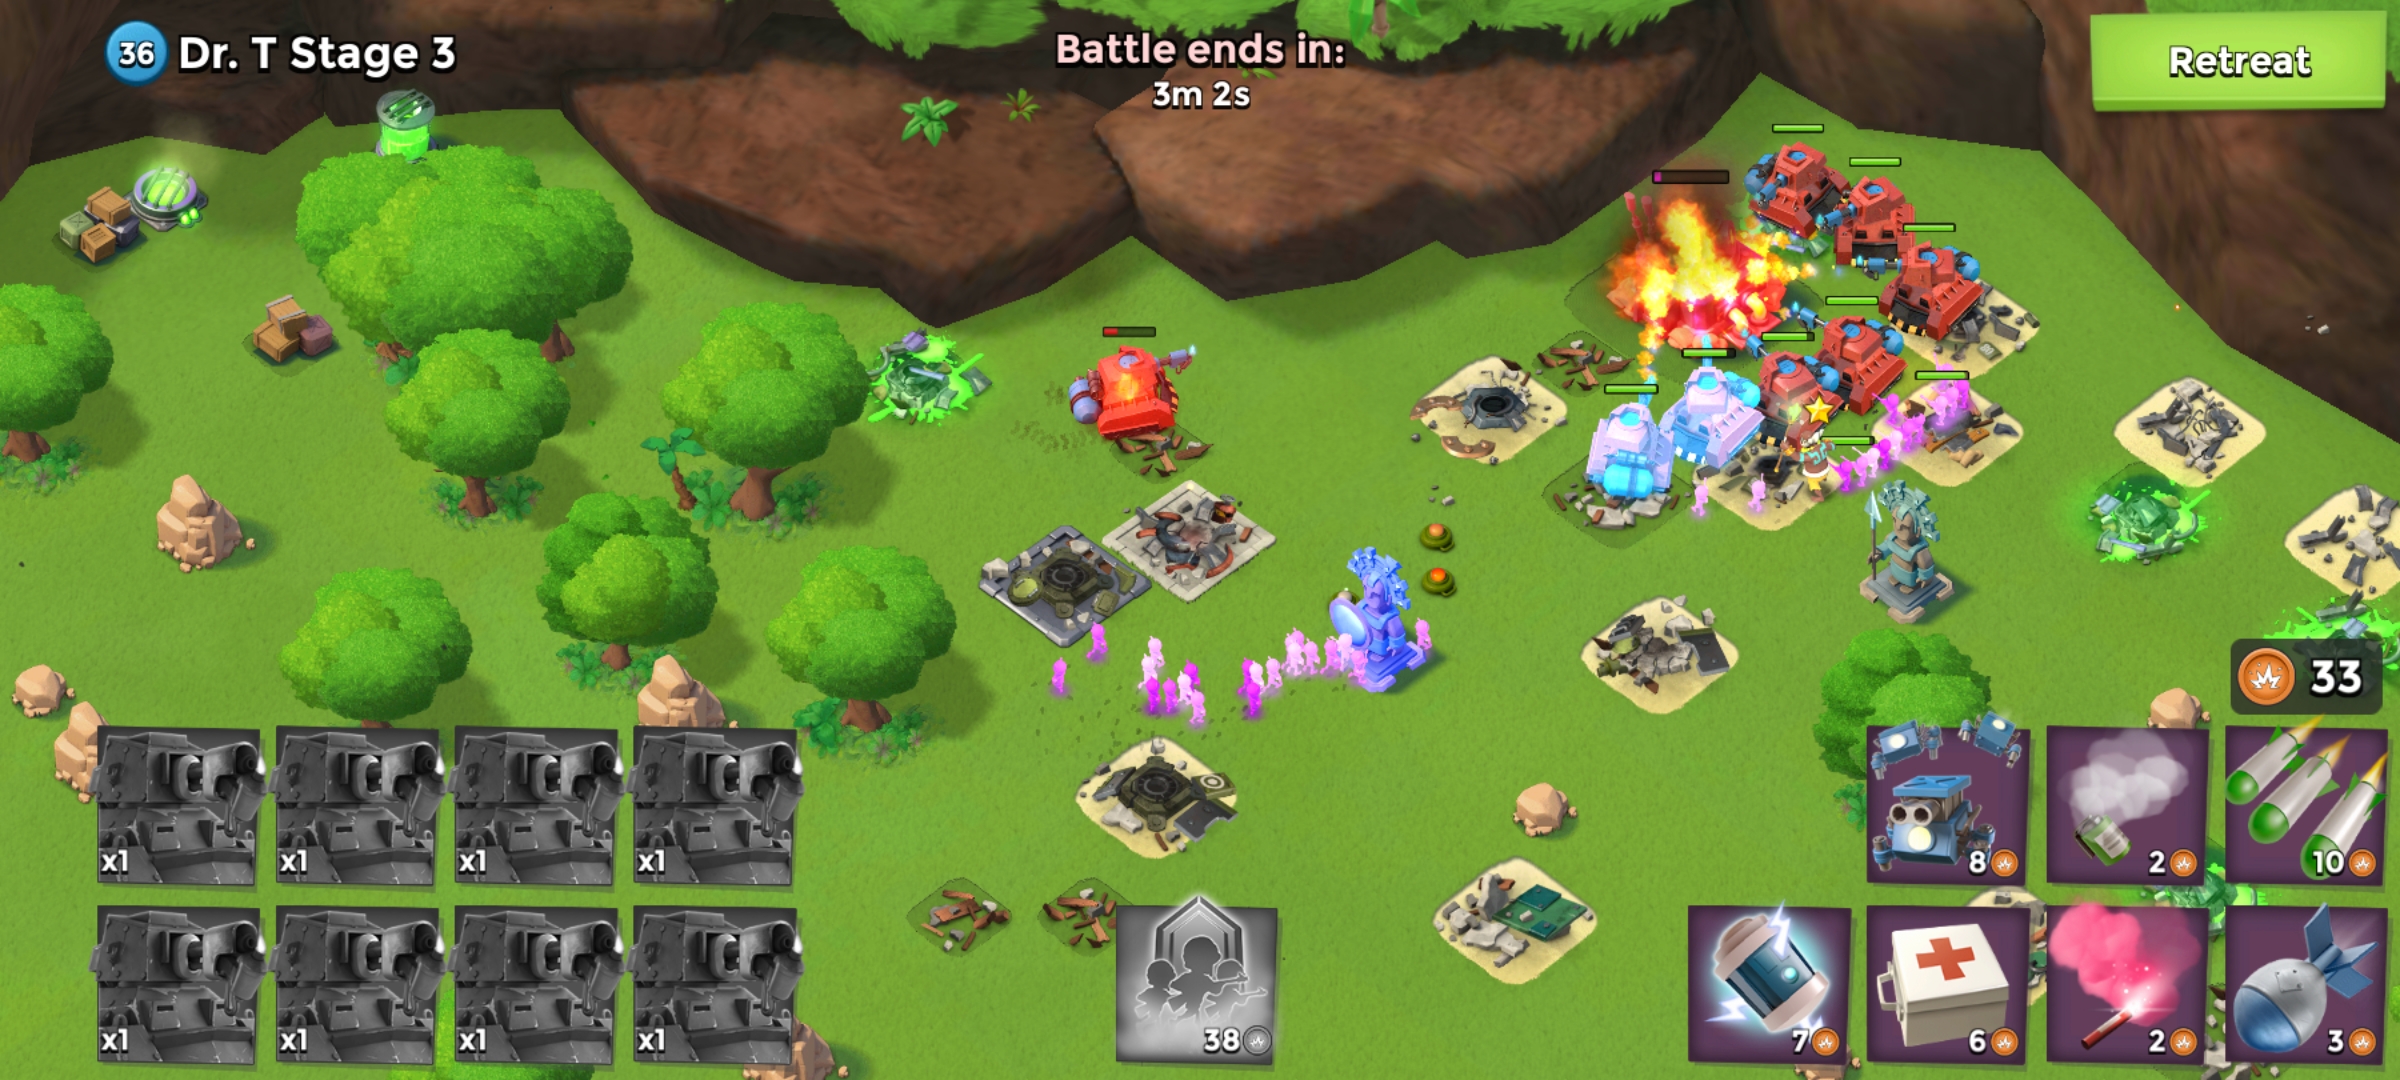 36 Dr. T Stage 3
Battle ends in:
3m 2s
Retreat
33
x1 x1 x1 x1
8 2 10
x1 x1 x1 x1
38
7 6 2 3